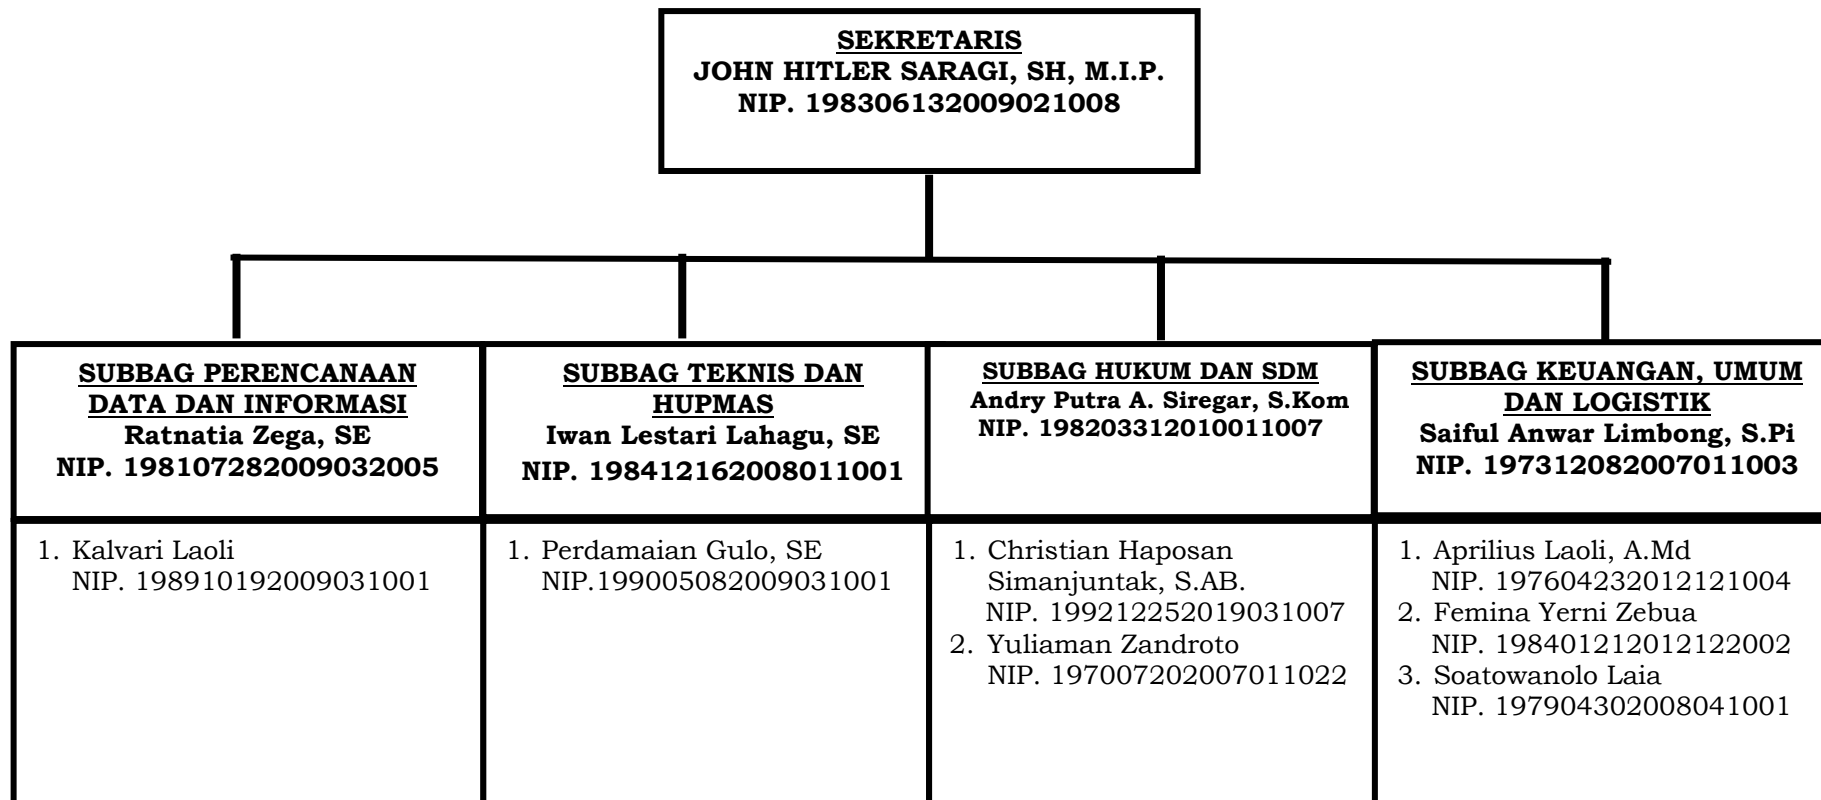 SEKRETARIS
JOHN HITLER SARAGI, SH, M.I.P.
NIP. 198306132009021008
SUBBAG PERENCANAAN
DATA DAN INFORMASI
Ratnatia Zega, SE
NIP. 198107282009032005
SUBBAG TEKNIS DAN
HUPMAS
Iwan Lestari Lahagu, SE
NIP. 198412162008011001
SUBBAG HUKUM DAN SDM
Andry Putra A. Siregar, S.Kom
NIP. 198203312010011007
SUBBAG KEUANGAN, UMUM
DAN LOGISTIK
Saiful Anwar Limbong, S.Pi
NIP. 197312082007011003
1. Kalvari Laoli
NIP. 198910192009031001
1. Perdamaian Gulo, SE
NIP.199005082009031001
1. Christian Haposan
Simanjuntak, S.AB.
NIP. 199212252019031007
2. Yuliaman Zandroto
NIP. 197007202007011022
1. Aprilius Laoli, A.Md
NIP. 197604232012121004
2. Femina Yerni Zebua
NIP. 198401212012122002
3. Soatowanolo Laia
NIP. 197904302008041001